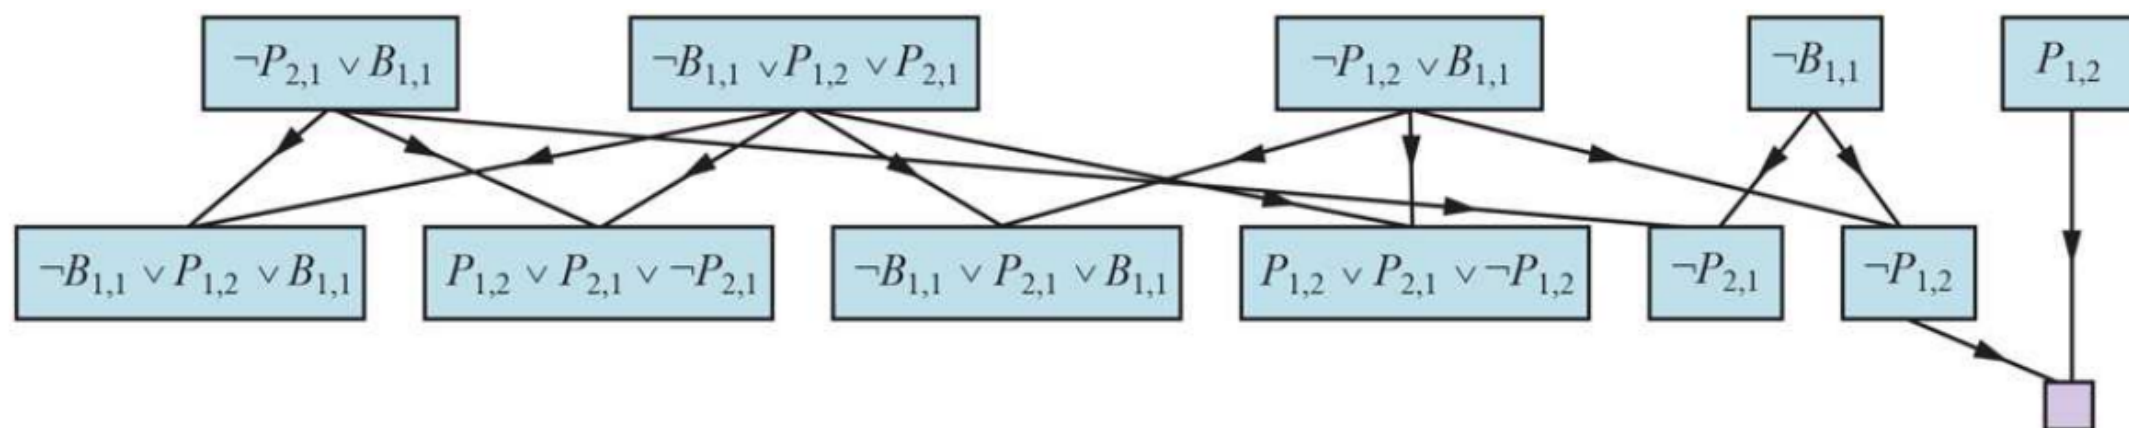 ¬P2,1 ∨ B1,1
¬B1,1 ∨ P1,2 ∨ P2,1
¬P1,2 ∨ B1,1
¬B1,1
P1,2
¬B1,1 ∨ P1,2 ∨ B1,1
P1,2 ∨ P2,1 ∨ ¬P2,1
¬B1,1 ∨ P2,1 ∨ B1,1
P1,2 ∨ P2,1 ∨ ¬P1,2
¬P2,1
¬P1,2